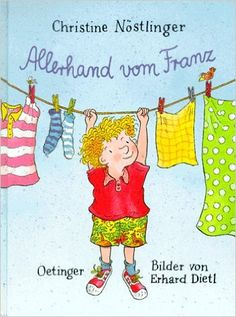 Christine Nöstlinger
Allerhand vom Franz
Oetinger
Bilder von
Erhard Dietl